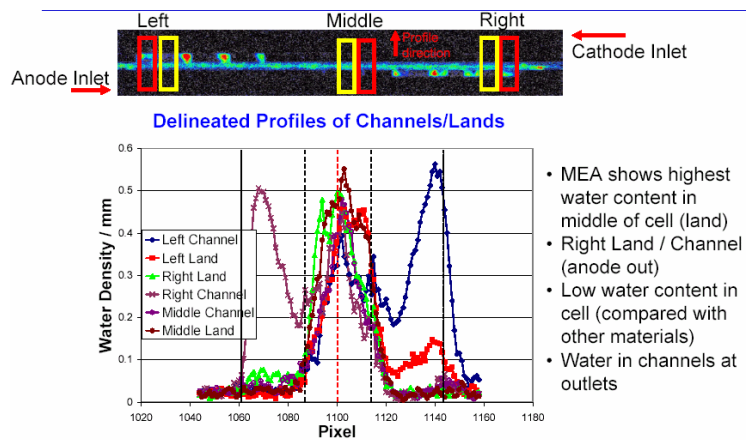 Left
Middle
Right
Profile
direction
Cathode Inlet
Anode Inlet
Delineated Profiles of Channels/Lands
Water Density / mm
0.6
0.5
0.4
0.3
0.2
0.1
0
Left Channel
Left Land
Right Land
Right Channel
Middle Channel
Middle Land
1020 1040 1060 1080 1100 1120 1140 1160 1180
Pixel
• MEA shows highest
water content in
middle of cell (land)
• Right Land / Channel
(anode out)
• Low water content in
cell (compared with
other materials)
• Water in channels at
outlets